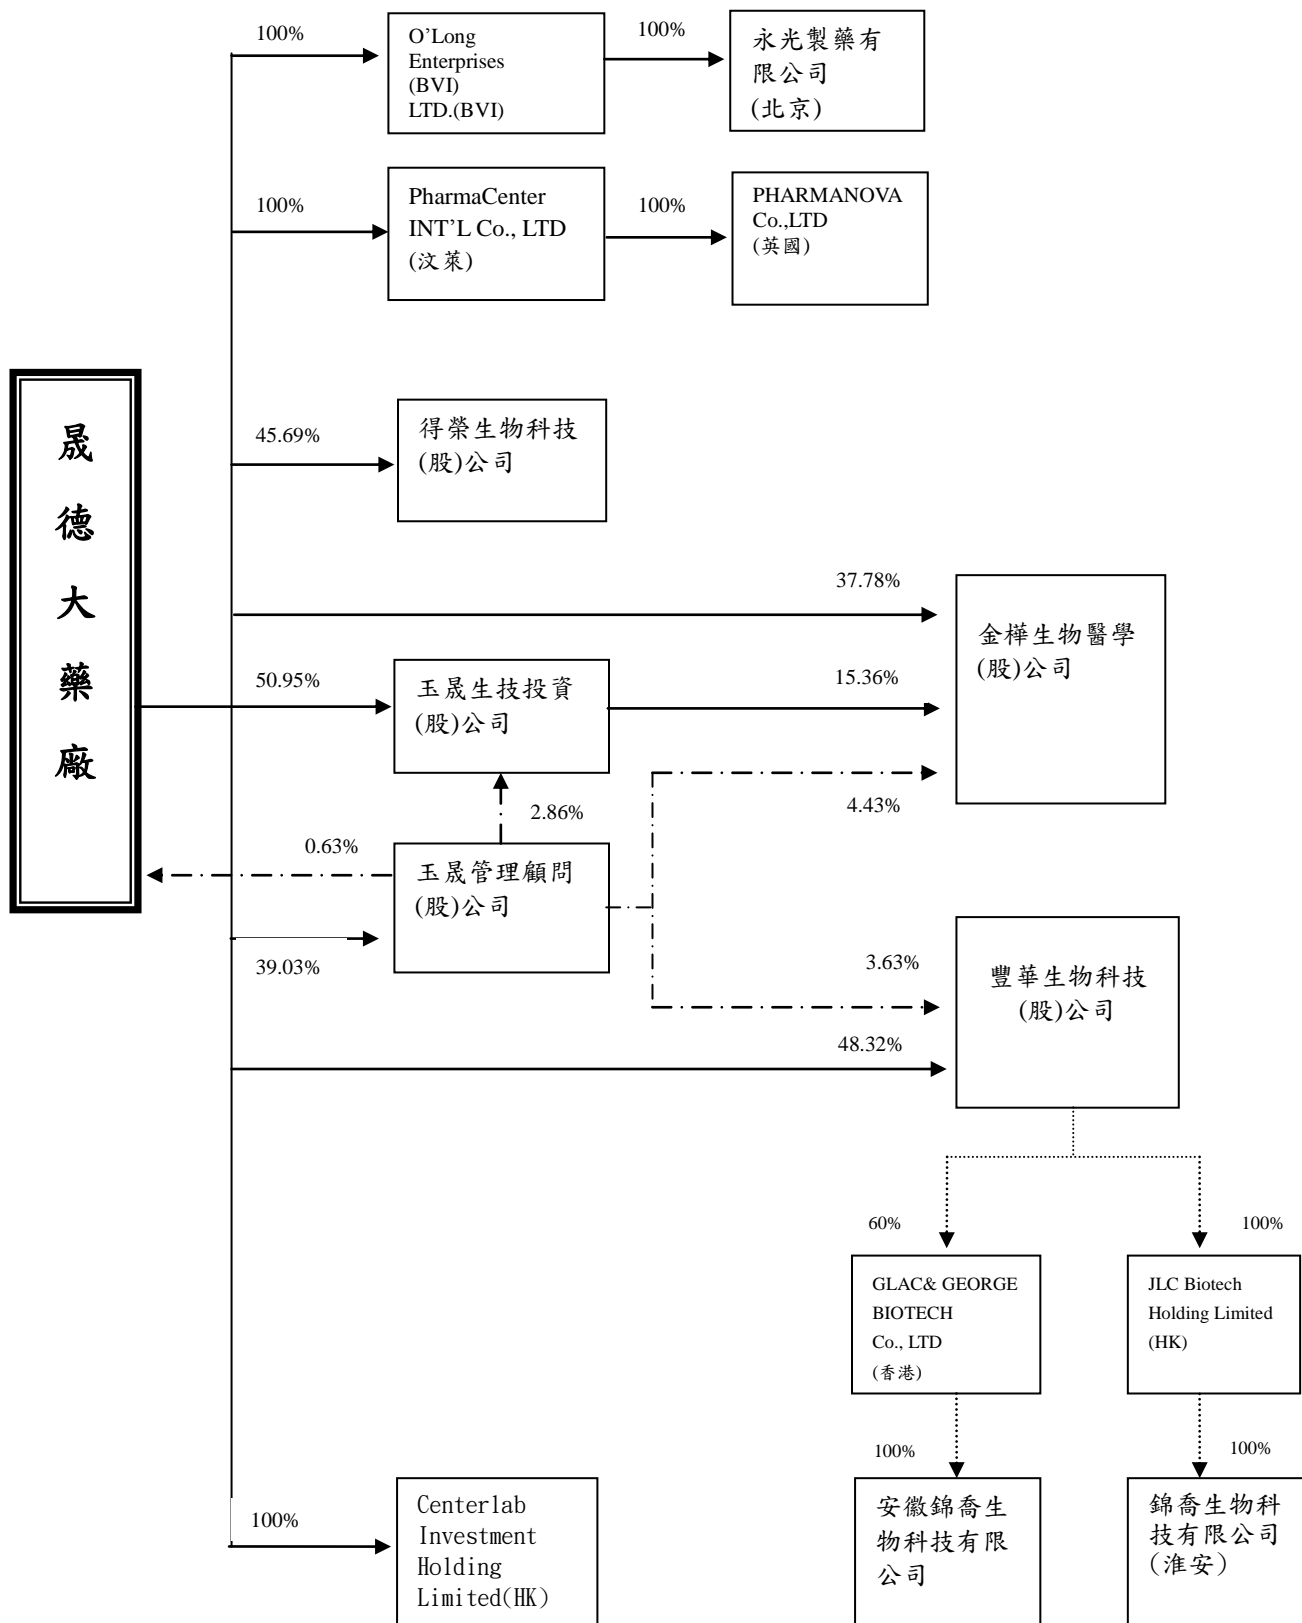 100%
O’Long
Enterprises
(BVI)
LTD.(BVI)
100%
永光製藥有
限公司
(北京)
100%
PharmaCenter
INT’L Co., LTD
(汶萊)
100%
PHARMANOVA
Co.,LTD
(英國)
晟德大藥廠
45.69%
得榮生物科技
(股)公司
37.78%
金樺生物醫學
(股)公司
50.95%
玉晟生技投資
(股)公司
15.36%
2.86%
4.43%
0.63%
玉晟管理顧問
(股)公司
39.03%
3.63%
豐華生物科技
(股)公司
48.32%
60%
100%
GLAC& GEORGE
BIOTECH
Co., LTD
(香港)
JLC Biotech
Holding Limited
(HK)
100%
100%
安徽錦喬生
物科技有限
公司
錦喬生物科
技有限公司
(淮安)
100%
Centerlab
Investment
Holding
Limited(HK)